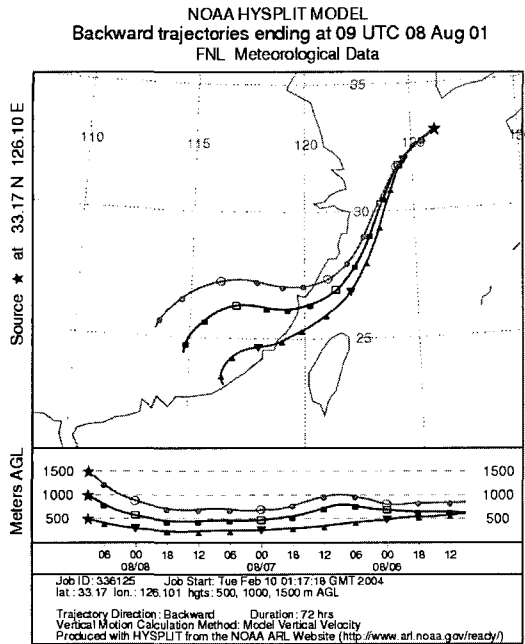 NOAA HYSPLIT MODEL
Backward trajectories ending at 09 UTC 08 Aug 01
FNL Meteorological Data
Source ★ at 33.17 N 126.10 E
35
110
115
120
30
25
Meters AGL
1500 1500
1000 1000
500 500
06 00 18 12 06 00 18 12 06 00 18 12
08/08 08/07 08/06
Job ID: 336125 Job Start: Tue Feb 10 01:17:19 GMT 2004
lat.: 33.17 lon.: 126.101 hgts: 500, 1000, 1500 m AGL
Trajectory Direction: Backward Duration: 72 hrs
Vertical Motion Calculation Method: Model Vertical Velocity
Produced with HYSPLIT from the NOAA ARL Website (http://www.arl.noaa.gov/ready/)